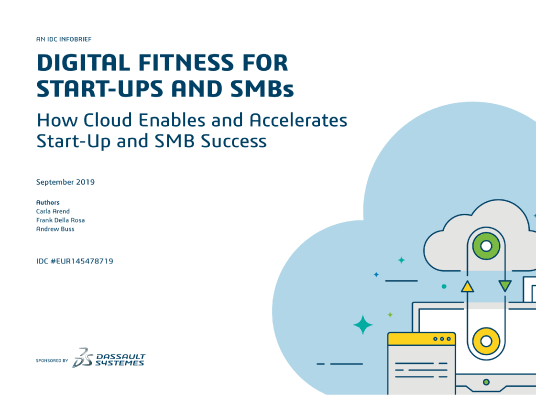 AN IDC INFOBRIEF
DIGITAL FITNESS FOR
START-UPS AND SMBs
How Cloud Enables and Accelerates
Start-Up and SMB Success
September 2019
Authors
Carla Arend
Frank Della Rosa
Andrew Buss
IDC #EUR145478719
SPONSORED BY
DASSAULT
SYSTEMES